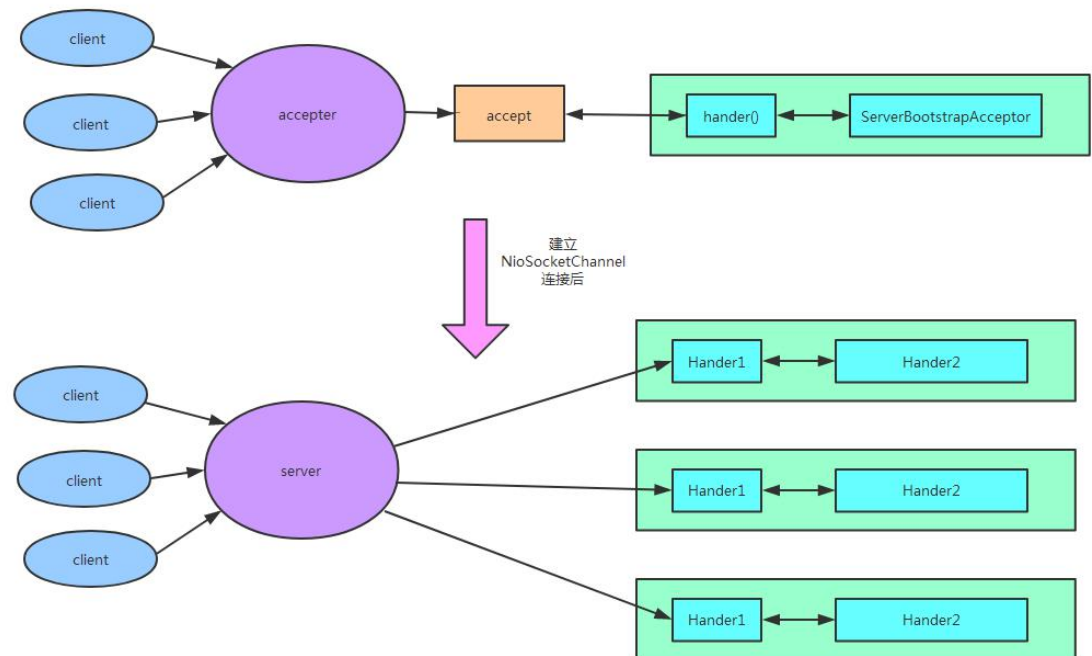 client
client
client
accepter
accept
hander()
ServerBootstrapAcceptor
建立
NioSocketChannel
连接后
client
client
client
server
Hander1
Hander2
Hander1
Hander2
Hander1
Hander2